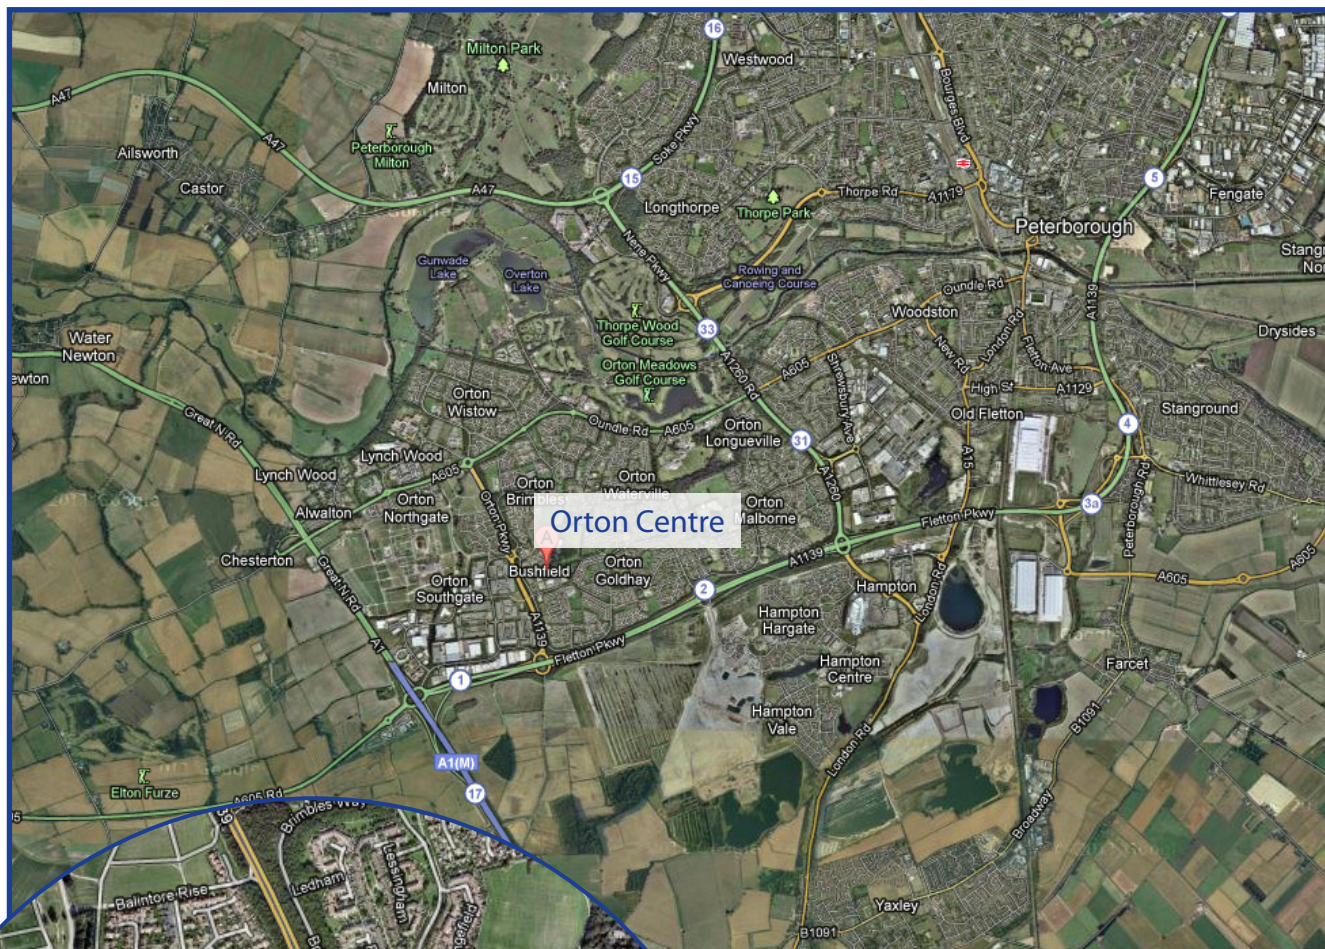 16
Milton Park
Westwood
A47
Milton
Bourges Blvd
A47
Peterborough
Milton
Ailsworth
Soke Pkwy
15
5
Castor
A47
Longthorpe
Thorpe Rd
A1179
Fengate
Thorpe Park
Peterborough
Nene Pkwy
Gunwade
Lake
Overton
Lake
Rowing and
Canoeing Course
Oundle Rd
A1139
Woodston
Thorpe Wood
Golf Course
33
London Rd
Drysides
Water
Newton
New Rd
Fletton Ave
Orton Meadows
Golf Course
A1260 Rd
A605
Shrewsbury Ave
High St
A1129
Orton
Wistow
Old Fletton
Stanground
Great N Rd
Oundle Rd
A605
Orton
Longueville
31
4
Lynch Wood
Lynch Wood
A605
A1260
A15
Peterborough Rd
Whittlesey Rd
Orton
Brimbles
Orton
Waterville
Orton
Malborne
Orton
Northgate
Orton Pkwy
Alwalton
Orton Centre
Fletton Pkwy
3a
A
Chesterton
Great N Rd
Bushfield
Orton
Goldhay
A1139
Orton
Southgate
2
Hampton
London Rd
A605
A605
Hampton
Hargate
A1139
Fletton Pkwy
A1
Hampton
Centre
Farcet
1
Hampton
Vale
B1091
London Rd
A1(M)
17
Elton Furze
A605 Rd
Broadway
Brimbles Way
Lessingham
Ledham
Balintore Rise
Yaxley
B1091